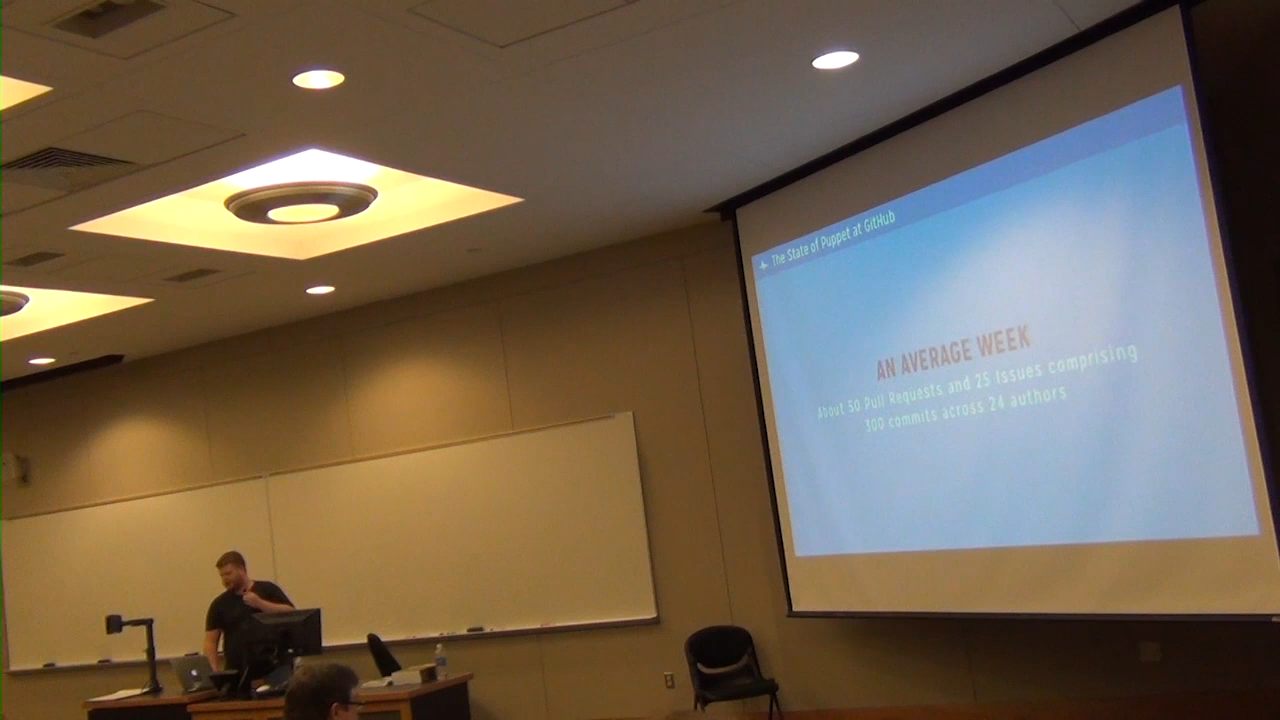 The State of Puppet at GitHub
AN AVERAGE WEEK
About 50 Pull Requests and 25 Issues comprising
300 commits across 24 authors